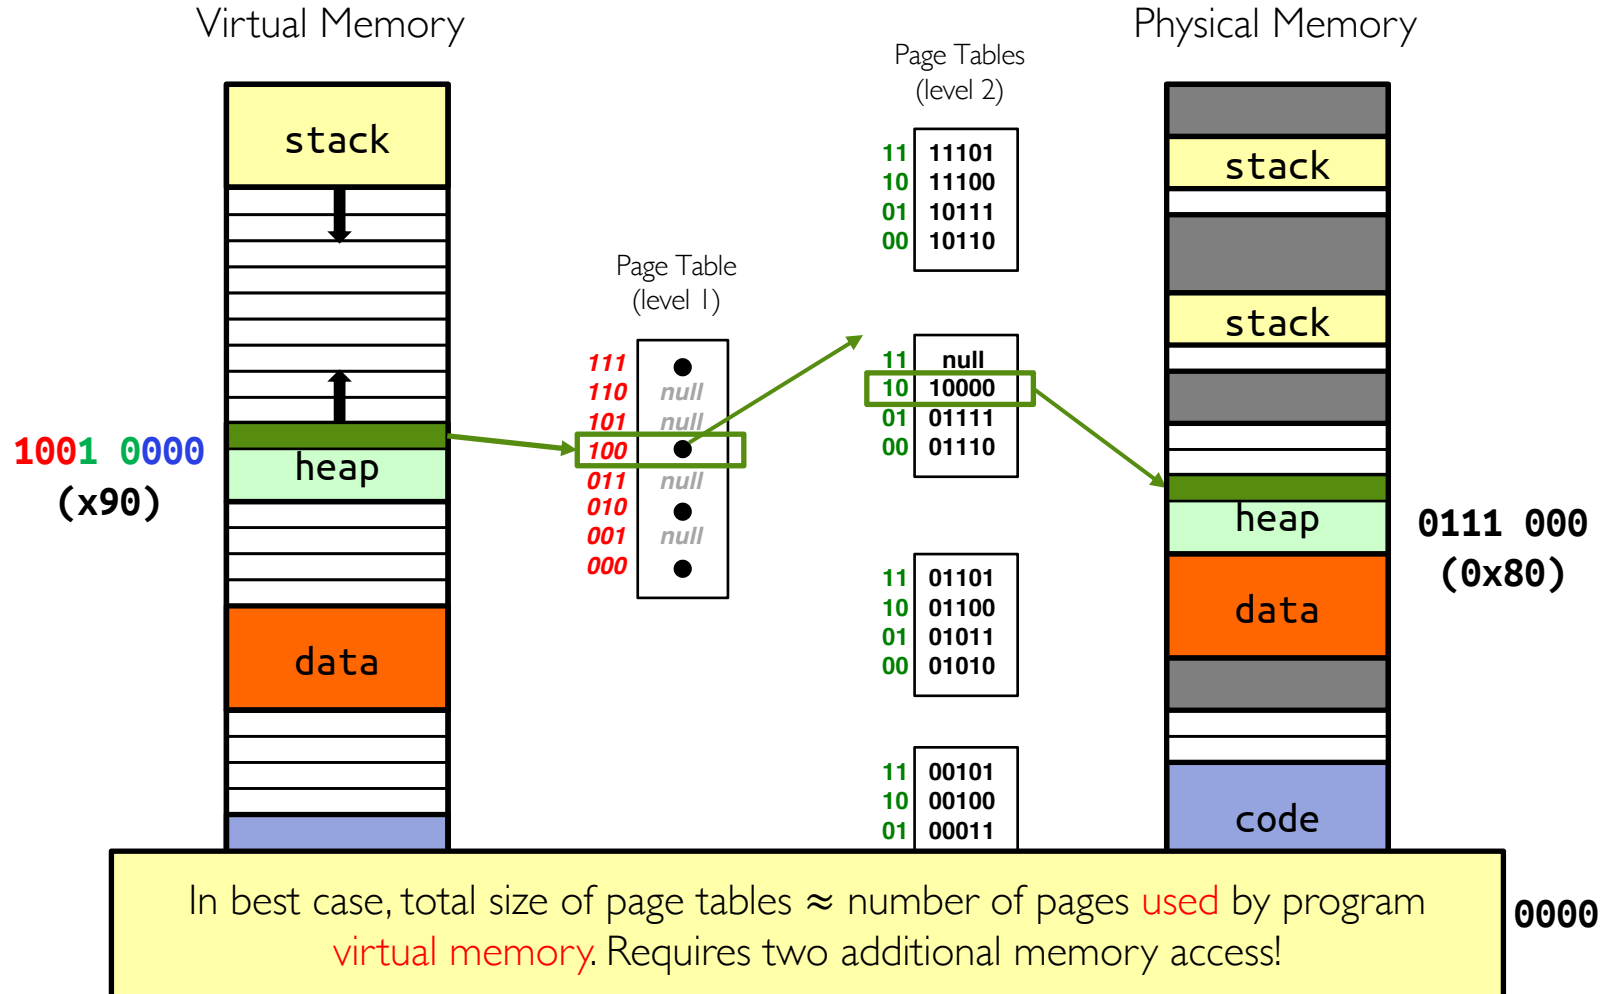 Virtual Memory
Physical Memory
Page Tables
(level 2)
stack
11 11101
10 11100
01 10111
00 10110
stack
Page Table
(level 1)
stack
111
110 null
101 null
100
011 null
010
001 null
000
11 null
10 10000
01 01111
00 01110
1001 0000
(x90)
heap
heap
0111 000
(0x80)
11 01101
10 01100
01 01011
00 01010
data
data
11 00101
10 00100
01 00011
code
In best case, total size of page tables ≈ number of pages used by program
virtual memory. Requires two additional memory access!
0000